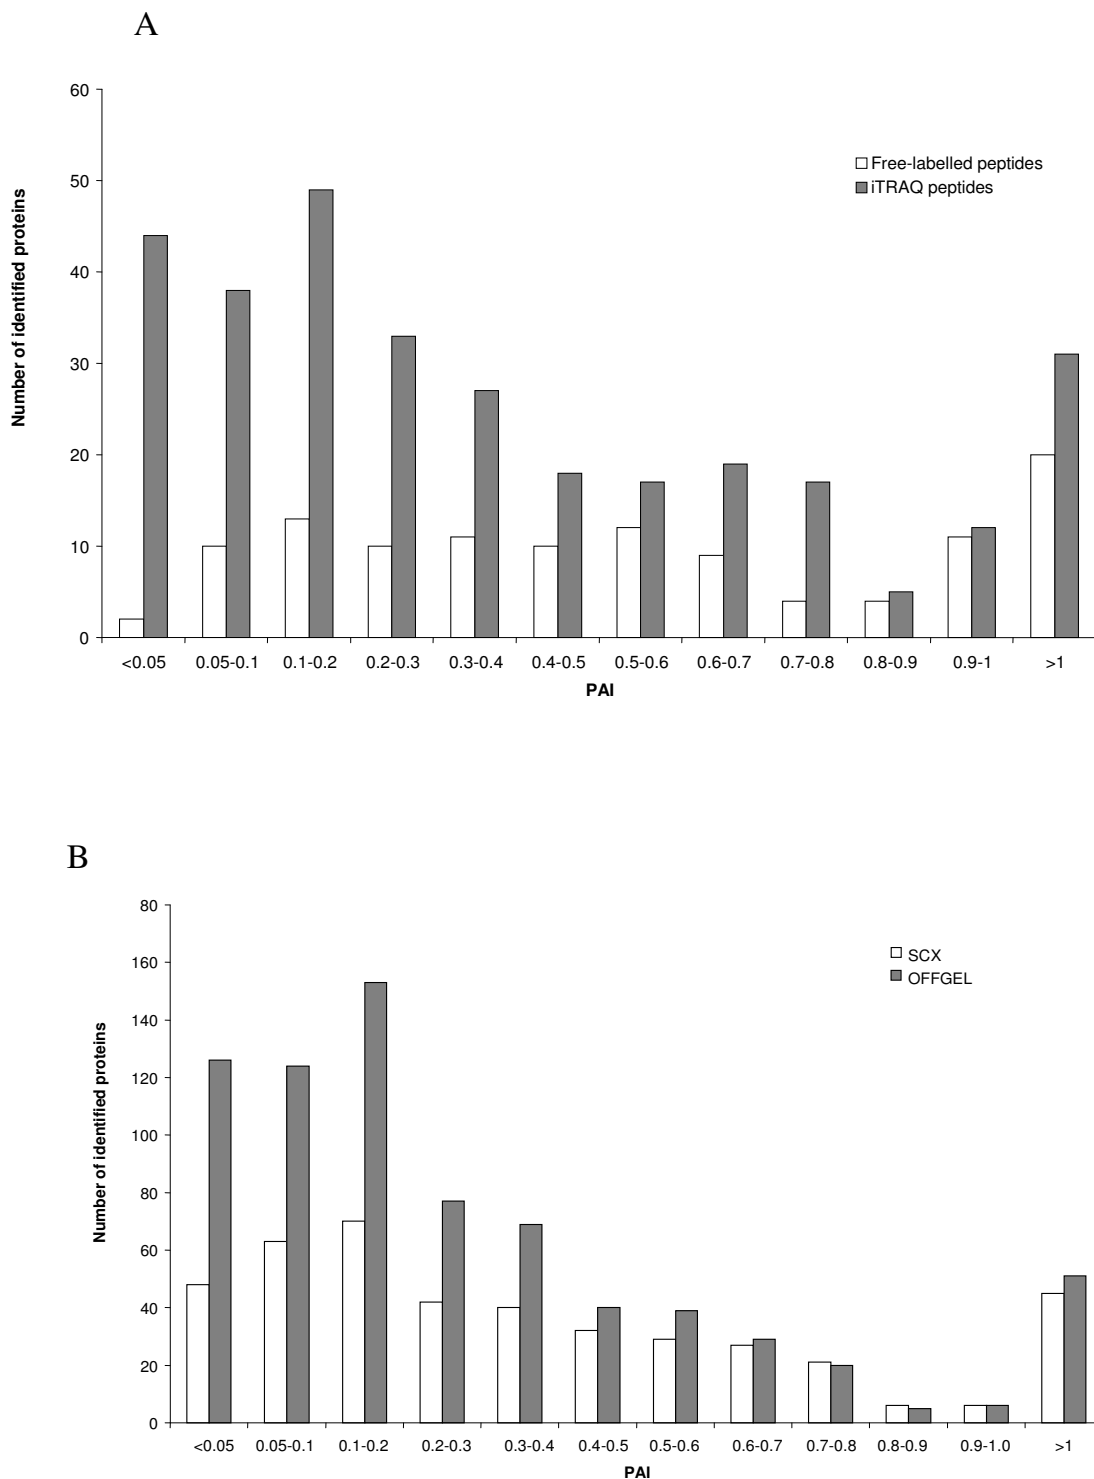 A
60
50
40
30
20
10
0
Number of identified proteins
Free-labelled peptides
iTRAQ peptides
<0.05 0.05-0.1 0.1-0.2 0.2-0.3 0.3-0.4 0.4-0.5 0.5-0.6 0.6-0.7 0.7-0.8 0.8-0.9 0.9-1 >1
PAI
B
80
160
140
120
100
80
60
40
20
0
Number of identified proteins
SCX
OFFGEL
<0.05 0.05-0.1 0.1-0.2 0.2-0.3 0.3-0.4 0.4-0.5 0.5-0.6 0.6-0.7 0.7-0.8 0.8-0.9 0.9-1.0 >1
PAI